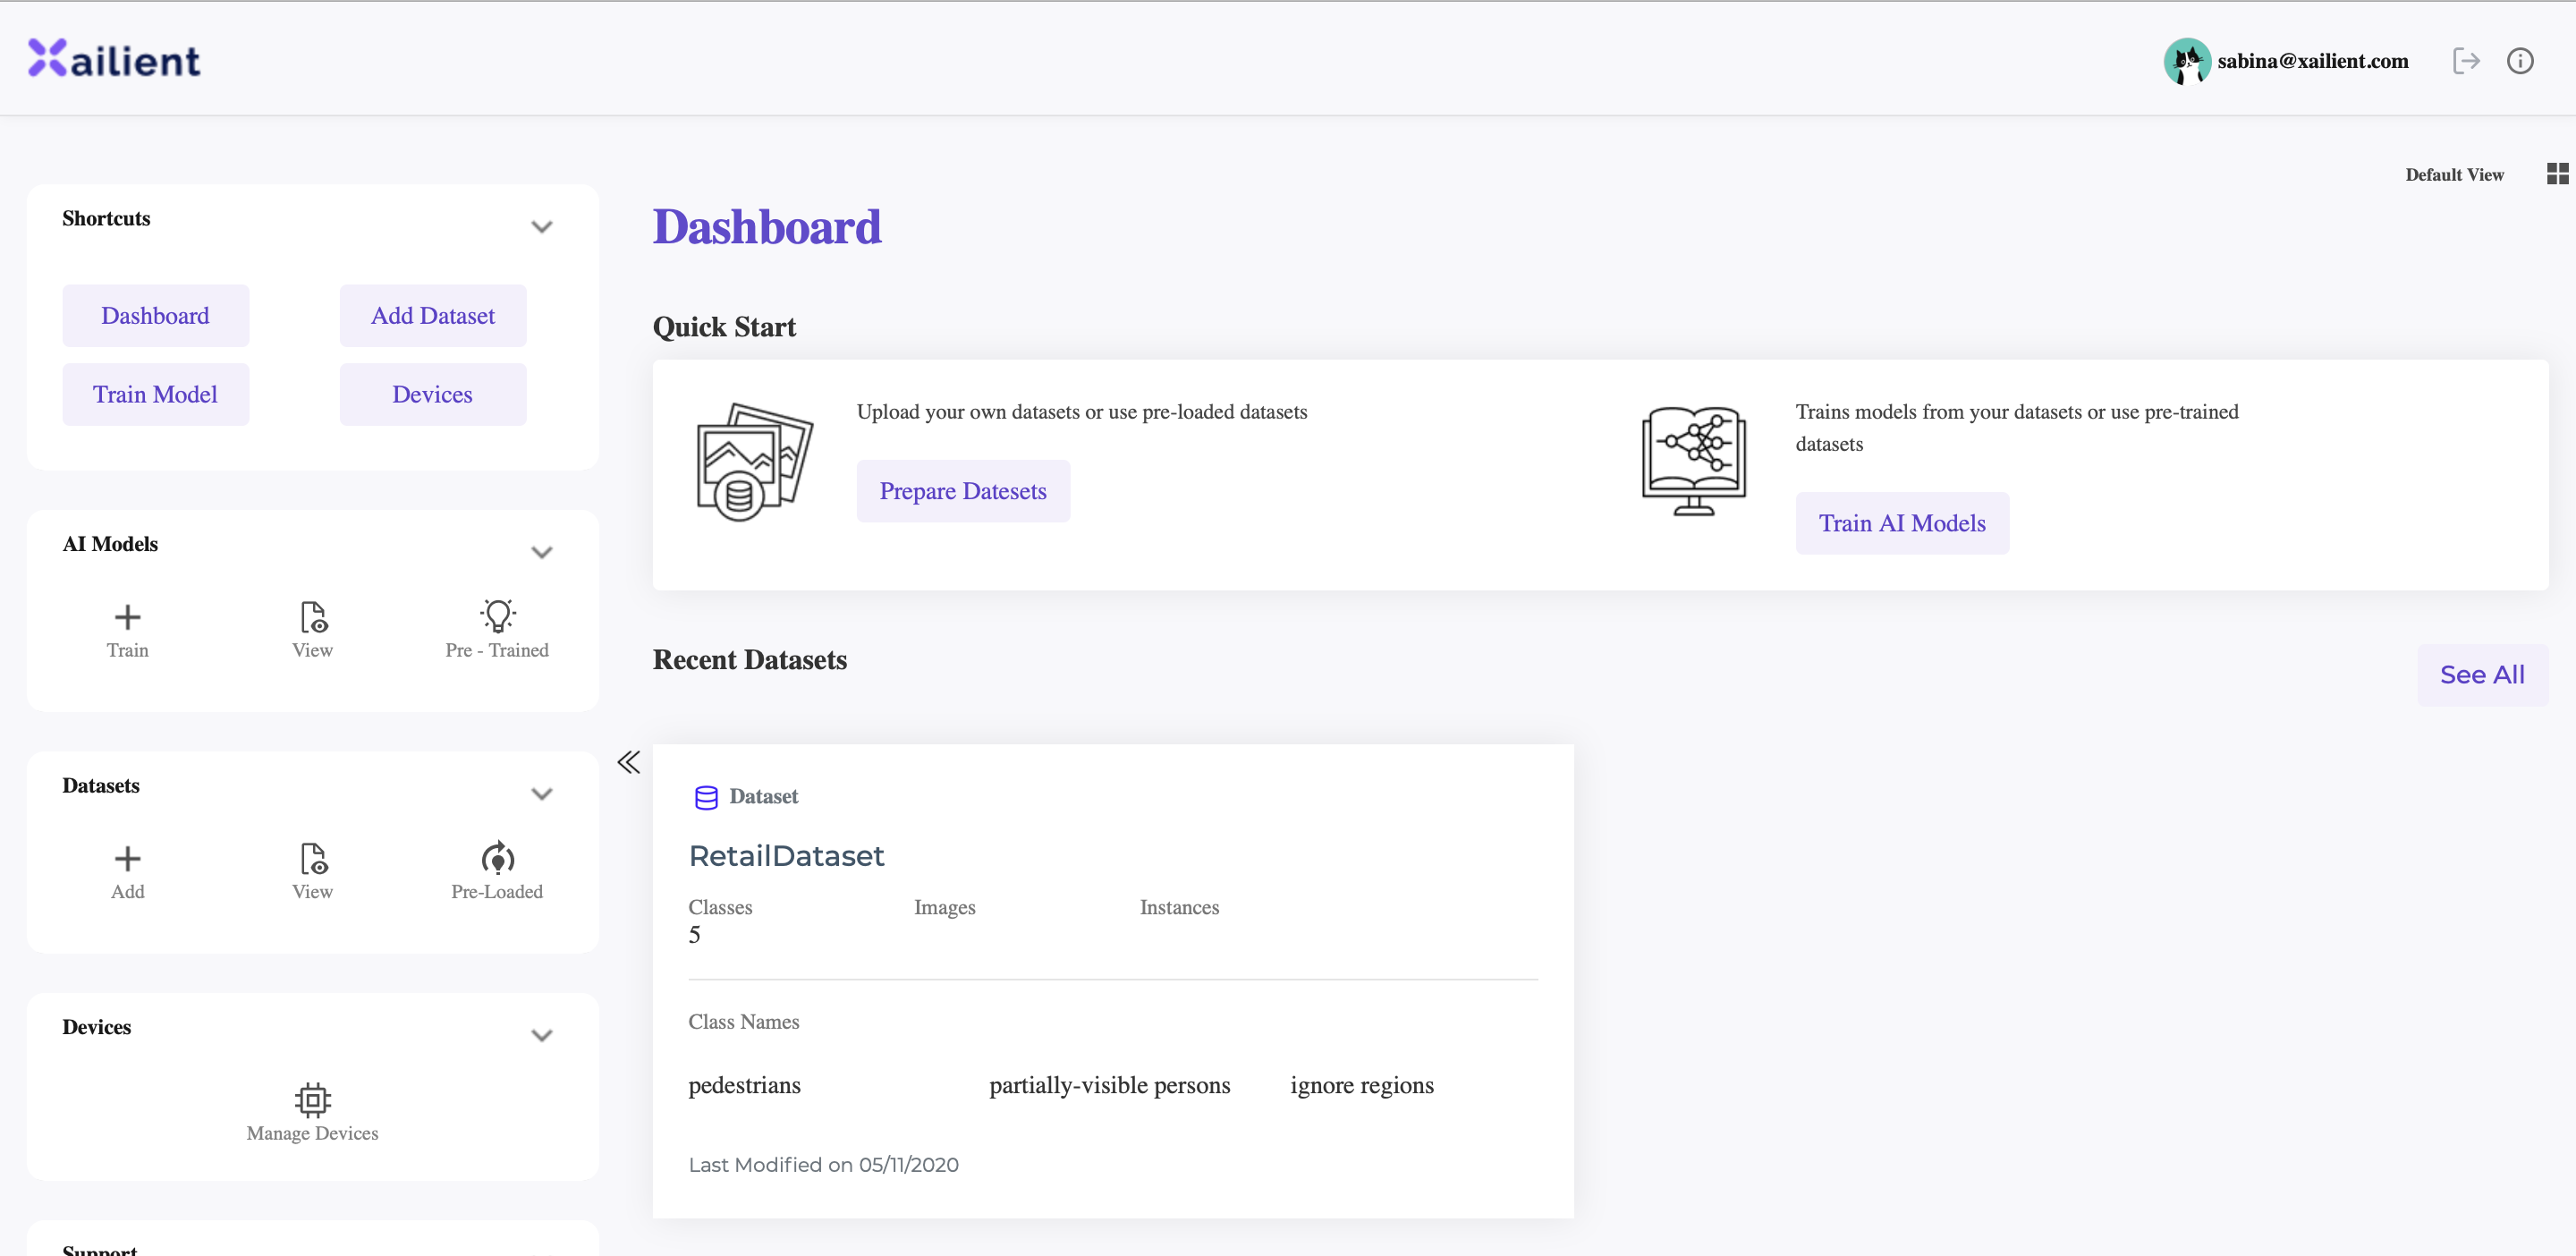 Xailient
sabina@xailient.com
Default View
Shortcuts
Dashboard
Add Dataset
Train Model
Devices
AI Models
Train
View
Pre - Trained
Datasets
Add
View
Pre-Loaded
Devices
Manage Devices
Support
Dashboard
Quick Start
Upload your own datasets or use pre-loaded datasets
Prepare Datesets
Trains models from your datasets or use pre-trained
datasets
Train AI Models
Recent Datasets
See All
Dataset
RetailDataset
Classes
Images
Instances
5
Class Names
pedestrians
partially-visible persons
ignore regions
Last Modified on 05/11/2020